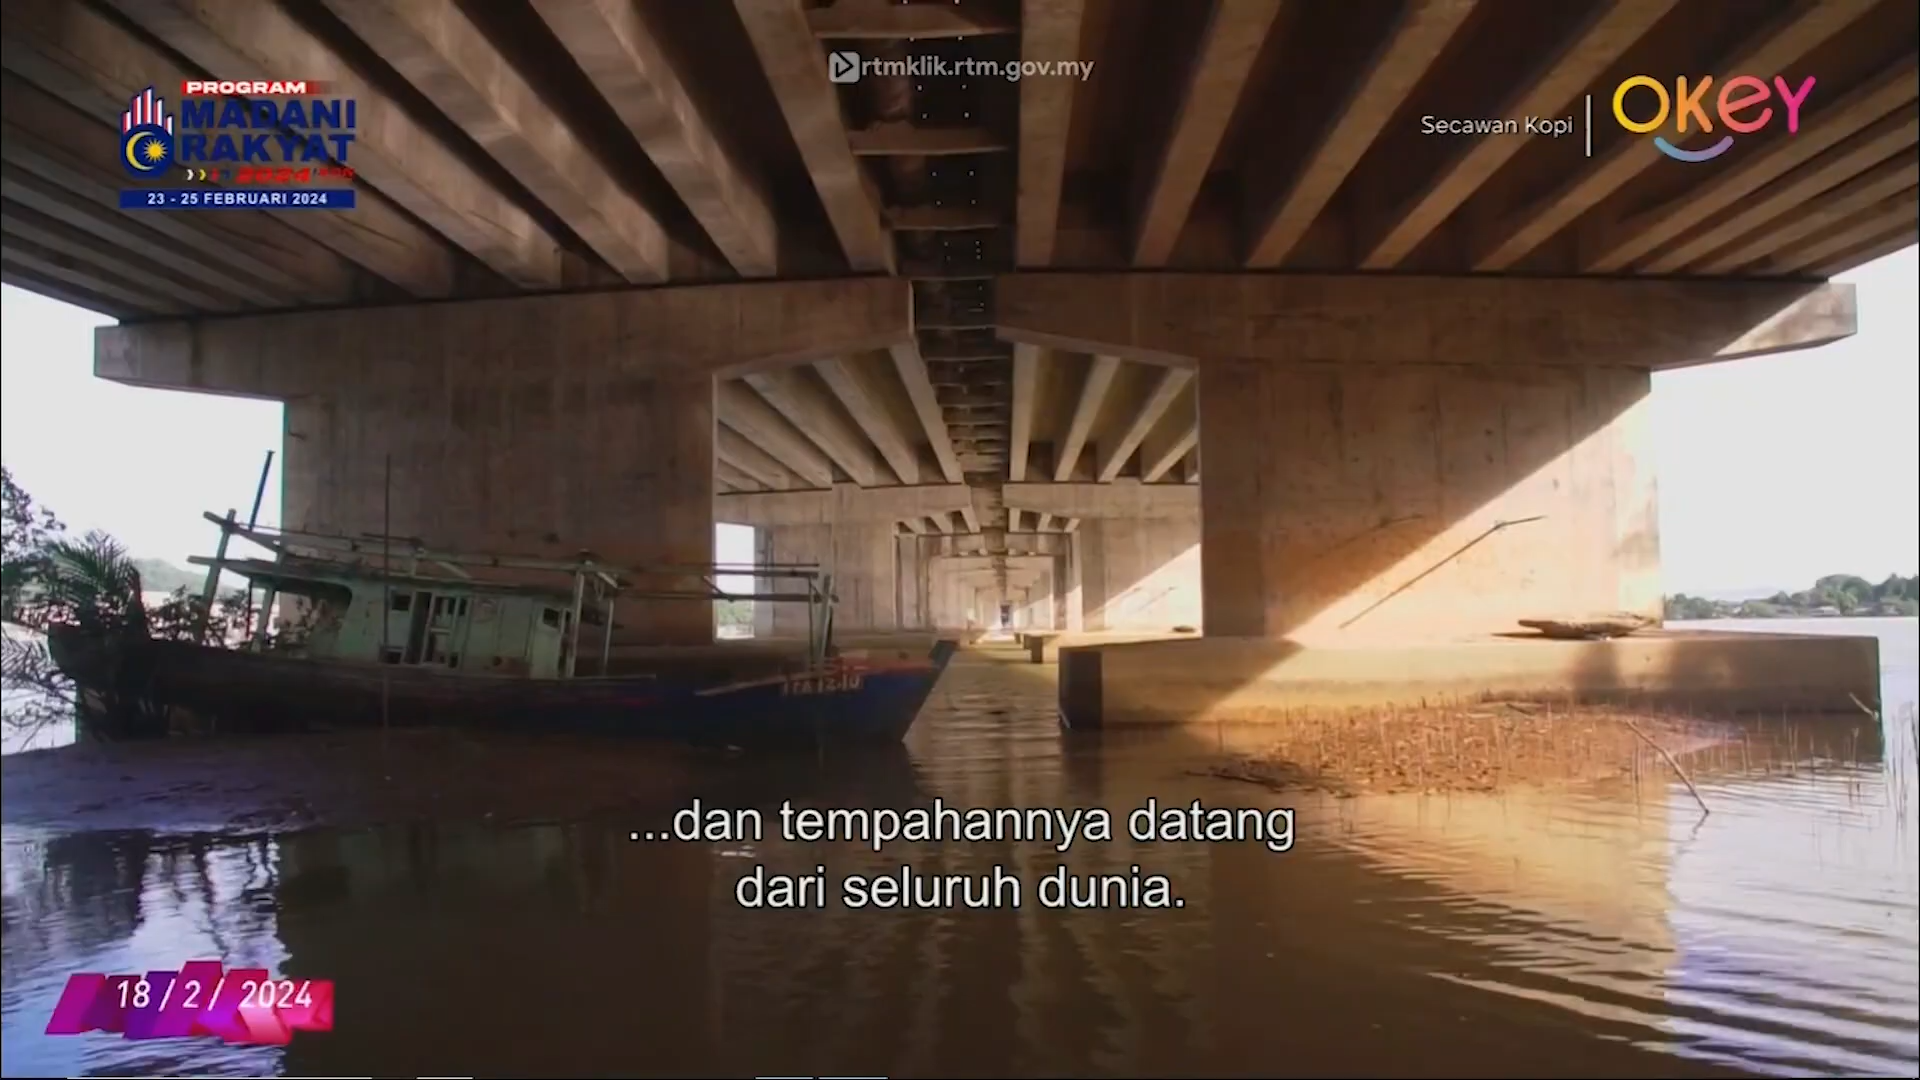 rtmklik.rtm.gov.my
PROGRAM
MADANI
RAKYAT
2024
23 - 25 FEBRUARI 2024
Secawan Kopi
OKEY
...dan tempahannya datang
dari seluruh dunia.
18/2/ 2024